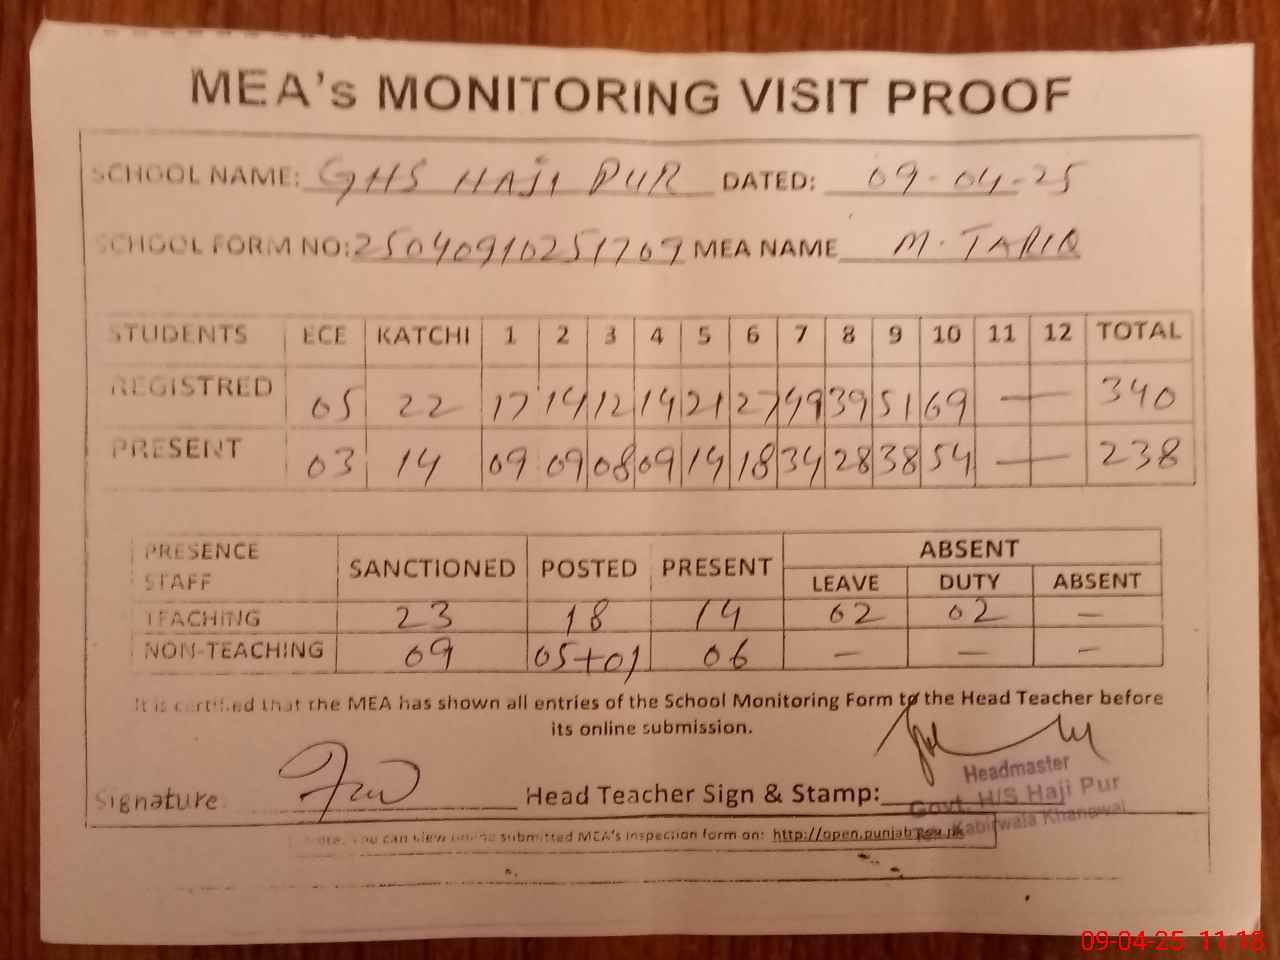 MEA's MONITORING VISIT PROOF
SCHOOL NAME: GHS HAJI PUR DATED: 09-04-25
SCHOOL FORM NO: 25040910251709 MEA NAME M. TARIQ
STUDENTS ECE KATCHI 1 2 3 4 5 6 7 8 9 10 11 12 TOTAL
REGISTRED 05 22 17 14 12 14 21 27 49 39 51 69 — 340
PRESENT 03 14 09 09 08 09 14 18 34 28 38 54 — 238
PRESENCE STAFF SANCTIONED POSTED PRESENT ABSENT
LEAVE DUTY ABSENT
TEACHING 23 18 14 02 02 –
NON-TEACHING 09 05+01 06 – – –
It is certified that the MEA has shown all entries of the School Monitoring Form to the Head Teacher before
its online submission.
Signature: Head Teacher Sign & Stamp:
Headmaster
Govt. H/S Haji Pur
Kabirwala Khanewal
Note: you can view online submitted MEA's inspection form on: http://open.punjab.gov.pk
09-04-25 11:18